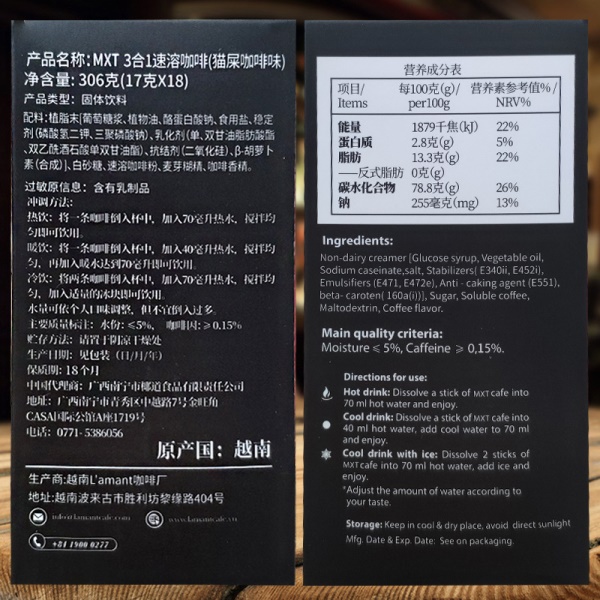 产品名称:MXT 3合1速溶咖啡(猫屎咖啡味)
净含量: 306克(17克X18)
产品类型: 固体饮料
配料:植脂末[葡萄糖浆、植物油、酪蛋白酸钠、食用盐、稳定
剂(磷酸氢二钾、三聚磷酸钠)、乳化剂(单、双甘油脂肪酸酯
、双乙酰酒石酸单双甘油酯)、抗结剂(二氧化硅)、β-胡萝卜
素(合成)]、白砂糖、速溶咖啡粉、麦芽糊精、咖啡香精。
过敏原信息: 含有乳制品
冲调方法:
热饮: 将一条咖啡倒入杯中, 加入70毫升热水, 搅拌均
匀即可饮用。
暖饮: 将一条咖啡倒入杯中, 加入40毫升热水, 搅拌均
匀, 再加入暖水达到70毫升即可饮用。
冷饮: 将两条咖啡倒入杯中, 加入70毫升热水, 搅拌均
匀, 加入适量的冰块即可饮用。
水量可依个人口味调整, 但不宜倒入过多。
主要质量标注: 水份: ≤5%, 咖啡因: ≥0.15%
贮存方法: 请置于阴凉干燥处
生产日期: 见包装 (日/月/年)
保质期: 18个月
中国代理商: 广西南宁市椰道食品有限责任公司
地址: 广西南宁市青秀区中越路7号金旺角
CASA国际公馆A座1719号
电话: 0771-5386056
原产国: 越南
生产商:越南L'amant咖啡厂
地址:越南波来古市胜利坊黎缘路404号
info@lamantcafe.com
www.lamantcafe.vn
+84 1900 0277
营养成分表
项目/ 每100克(g)/ 营养素参考值%/
Items per100g NRV%
能量 1879千焦(kJ) 22%
蛋白质 2.8克(g) 5%
脂肪 13.3克(g) 22%
——反式脂肪 0克(g)
碳水化合物 78.8克(g) 26%
钠 255毫克(mg) 13%
Ingredients:
Non-dairy creamer [Glucose syrup, Vegetable oil,
Sodium caseinate,salt, Stabilizers( E340ii, E452i),
Emulsifiers (E471, E472e), Anti - caking agent (E551),
beta- caroten( 160a(i))], Sugar, Soluble coffee,
Maltodextrin, Coffee flavor.
Main quality criteria:
Moisture ≤ 5%, Caffeine ≥ 0,15%.
Directions for use:
Hot drink: Dissolve a stick of MXT cafe into
70 ml hot water and enjoy.
Cool drink: Dissolve a stick of MXT cafe into
40 ml hot water, add cool water to 70 ml
and enjoy.
Cool drink with ice: Dissolve 2 sticks of
MXT cafe into 70 ml hot water, add ice and
enjoy.
*Adjust the amount of water according to
your taste.
Storage: Keep in cool & dry place, avoid direct sunlight
Mfg. Date & Exp. Date: See on packaging.